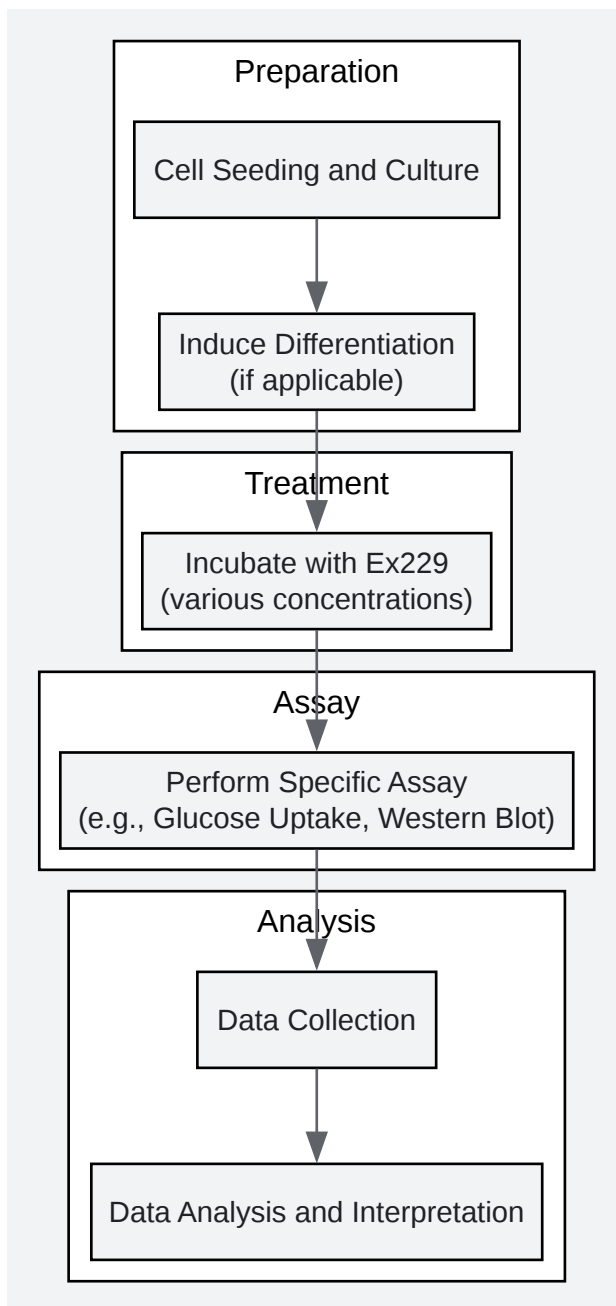 Preparation
Cell Seeding and Culture
Induce Differentiation
(if applicable)
Treatment
Incubate with Ex229
(various concentrations)
Assay
Perform Specific Assay
(e.g., Glucose Uptake, Western Blot)
Analysis
Data Collection
Data Analysis and Interpretation